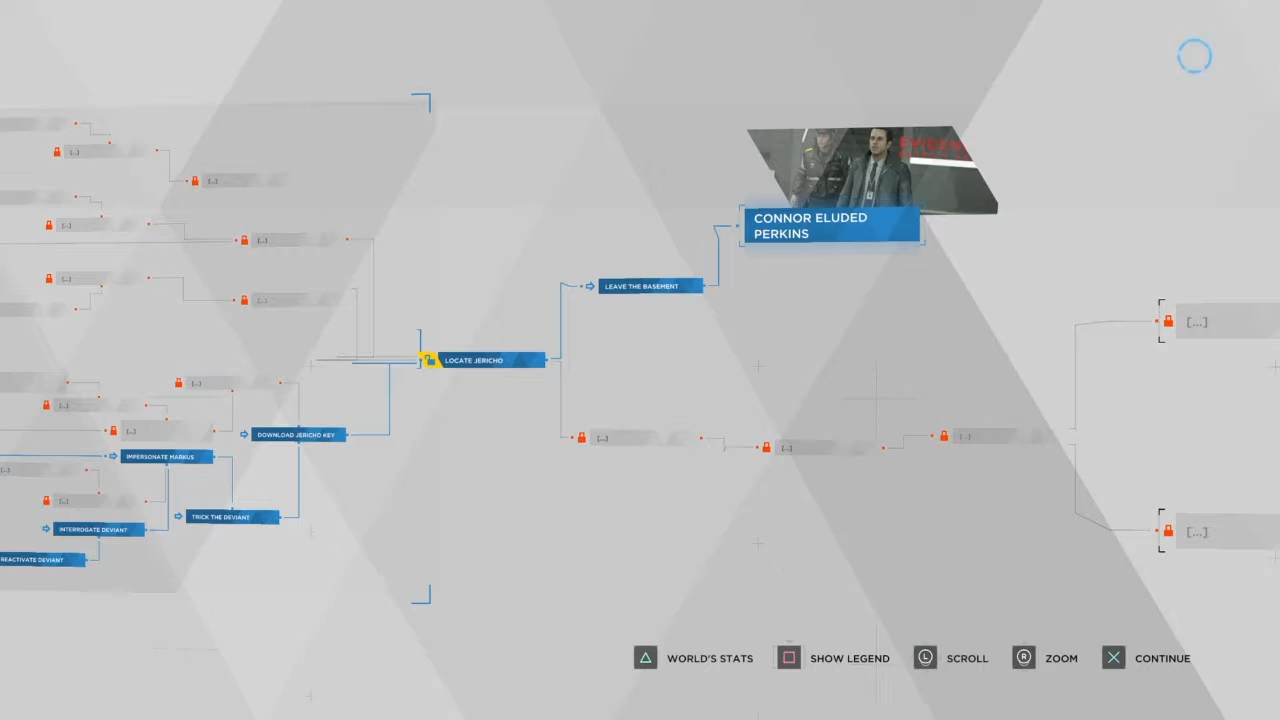 [...]
[...]
EVIDE
CONNOR ELUDED
PERKINS
[...]
[...]
[...]
LEAVE THE BASEMENT
[...]
[...]
LOCATE JERICHO
[...]
[...]
[...]
DOWNLOAD JERICHO KEY
[...]
[...]
[...]
IMPERSONATE MARKUS
[...]
[...]
TRICK THE DEVIANT
INTERROGATE DEVIANT
[...]
REACTIVATE DEVIANT
WORLD'S STATS
SHOW LEGEND
L
SCROLL
R
ZOOM
CONTINUE